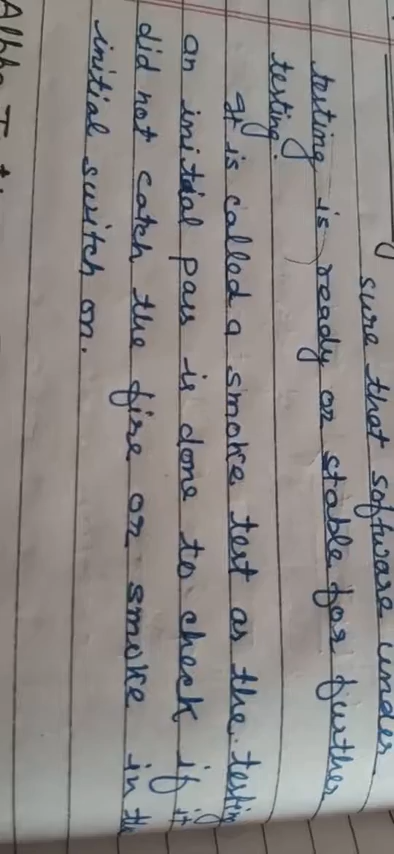 sure that software under
testing is ready or stable for further
testing.
It is called a smoke test as the testing
an initial pass is done to check if it
did not catch the fire or smoke in the
initial switch on.